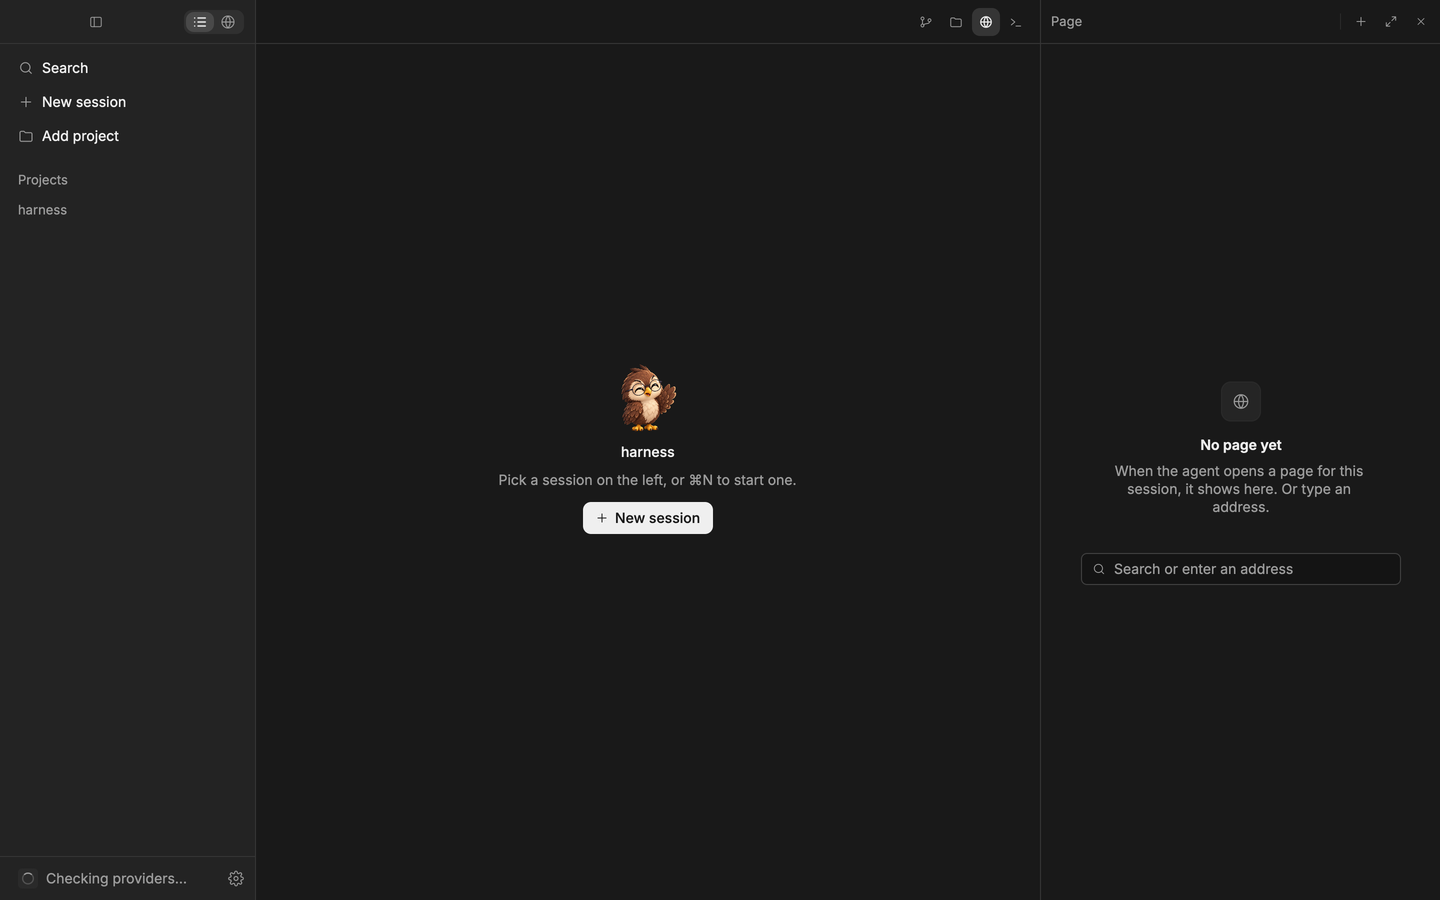 Page
Search
New session
Add project
Projects
harness
harness
Pick a session on the left, or ⌘N to start one.
New session
No page yet
When the agent opens a page for this
session, it shows here. Or type an
address.
Search or enter an address
Checking providers...